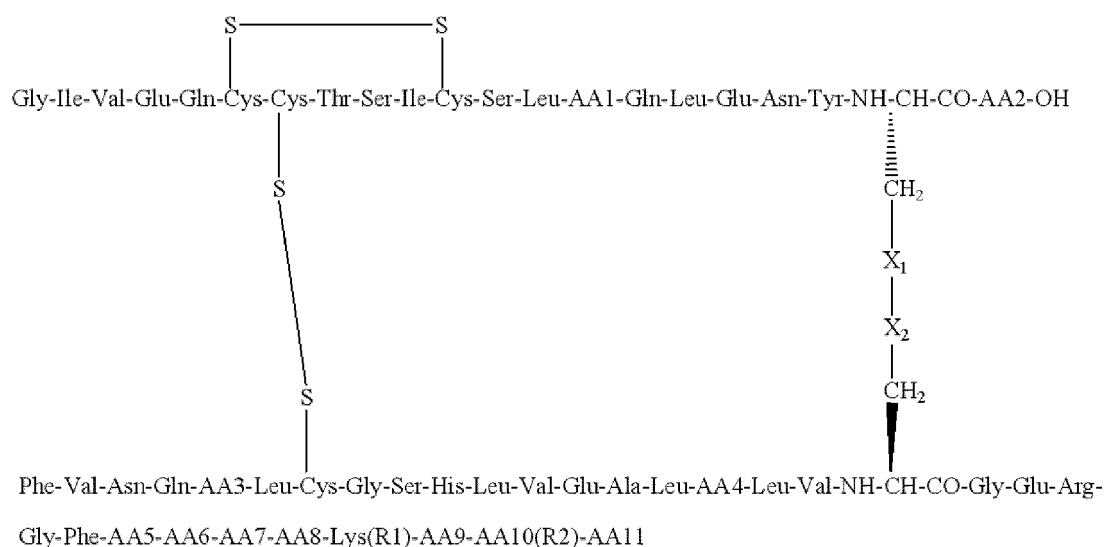 S S
Gly-Ile-Val-Glu-Gln-Cys-Cys-Thr-Ser-Ile-Cys-Ser-Leu-AA1-Gln-Leu-Glu-Asn-Tyr-NH-CH-CO-AA2-OH
S CH2
X1
X2
S CH2
Phe-Val-Asn-Gln-AA3-Leu-Cys-Gly-Ser-His-Leu-Val-Glu-Ala-Leu-AA4-Leu-Val-NH-CH-CO-Gly-Glu-Arg-
Gly-Phe-AA5-AA6-AA7-AA8-Lys(R1)-AA9-AA10(R2)-AA11